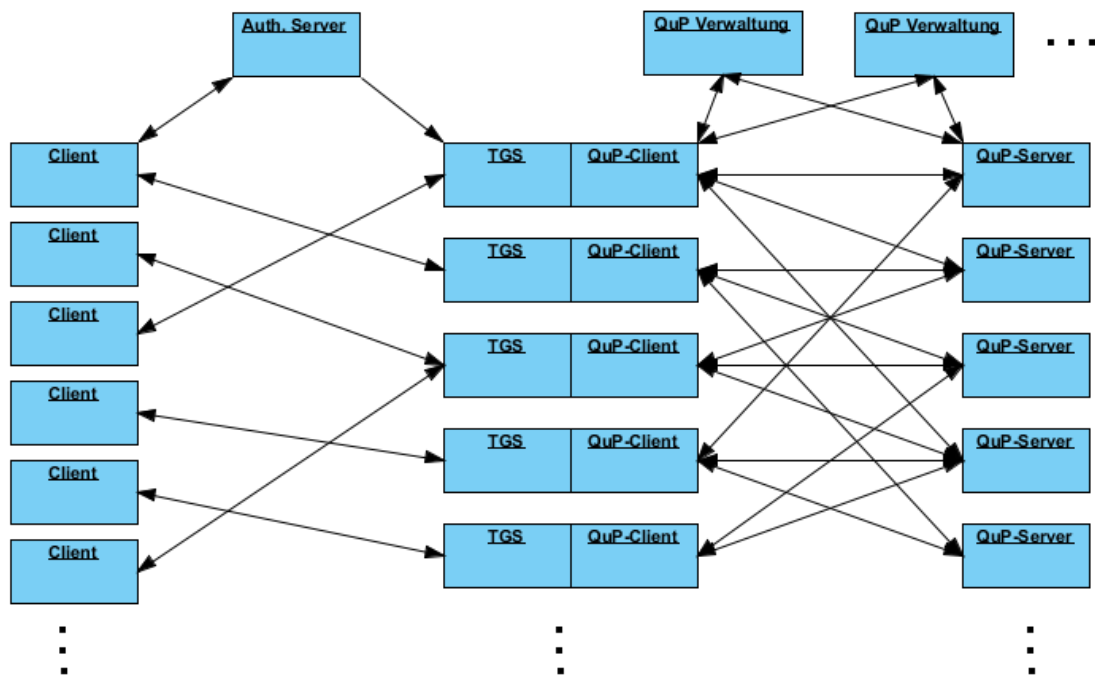 Auth. Server
QuP Verwaltung
QuP Verwaltung
. . .
Client
TGS
QuP-Client
QuP-Server
Client
TGS
QuP-Client
QuP-Server
Client
TGS
QuP-Client
QuP-Server
Client
TGS
QuP-Client
QuP-Server
Client
TGS
QuP-Client
QuP-Server
Client